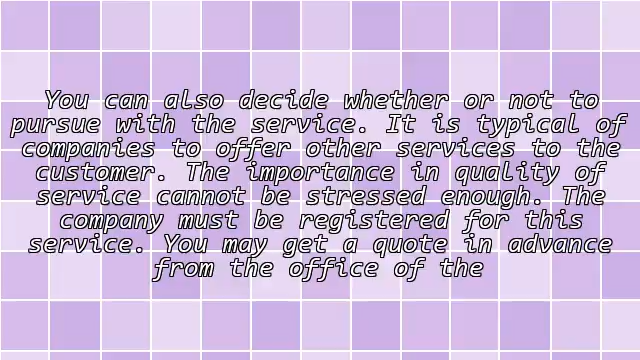 You can also decide whether or not to
pursue with the service. It is typical of
companies to offer other services to the
customer. The importance in quality of
service cannot be stressed enough. The
company must be registered for this
service. You may get a quote in advance
from the office of the